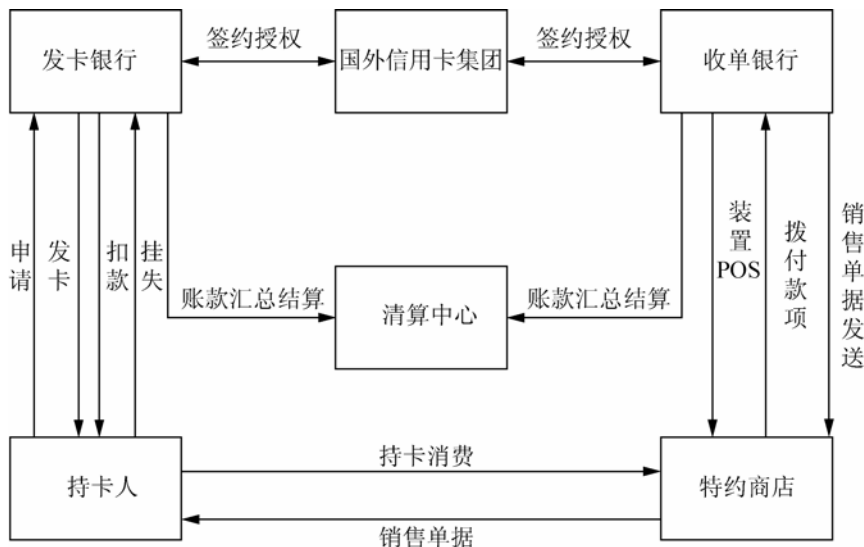 发卡银行
签约授权
国外信用卡集团
签约授权
收单银行
申请
发卡
扣款
挂失
账款汇总结算
清算中心
账款汇总结算
装置POS
拨付款项
销售单据发送
持卡人
持卡消费
特约商店
销售单据